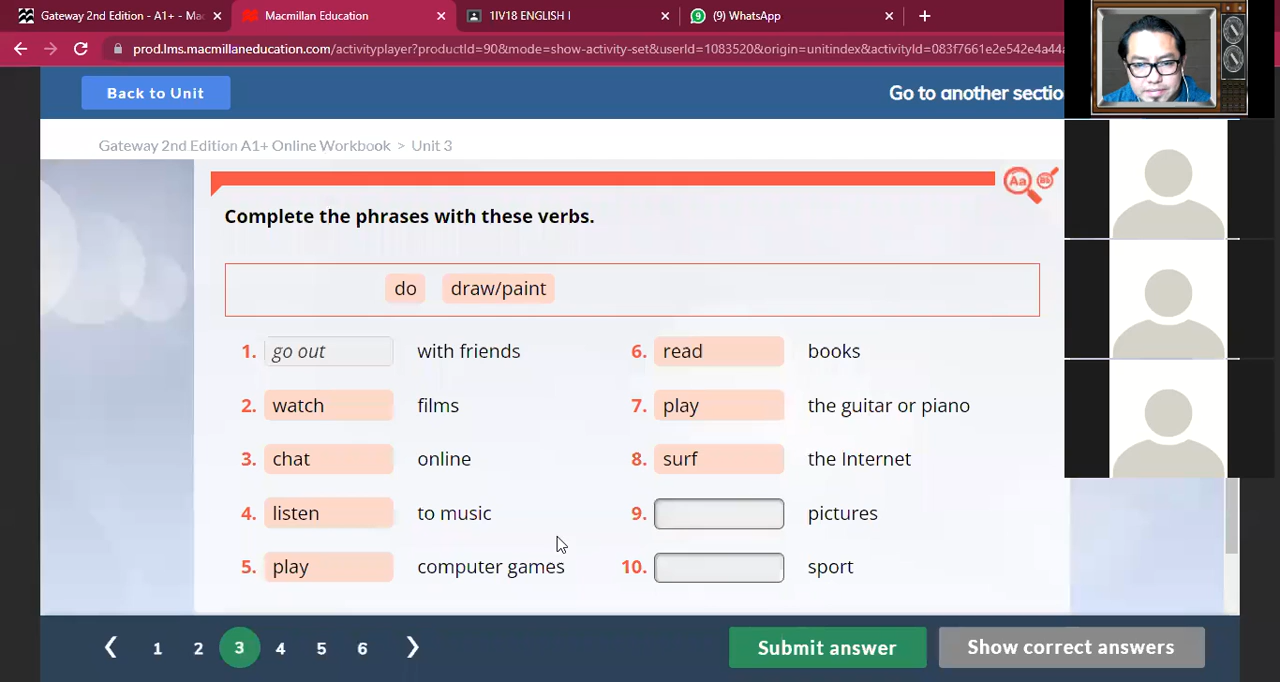 Gateway 2nd Edition - A1+ - Mac
Macmillan Education
1IV18 ENGLISH I
(9) WhatsApp
prod.lms.macmillaneducation.com/activityplayer?productId=90&mode=show-activity-set&userId=1083520&origin=unitindex&activityId=083f7661e2e542e4a44a
Back to Unit
Go to another sectio
Gateway 2nd Edition A1+ Online Workbook > Unit 3
Aa
Complete the phrases with these verbs.
do draw/paint
1. go out with friends
2. watch films
3. chat online
4. listen to music
5. play computer games
6. read books
7. play the guitar or piano
8. surf the Internet
9. pictures
10. sport
1 2 3 4 5 6
Submit answer
Show correct answers